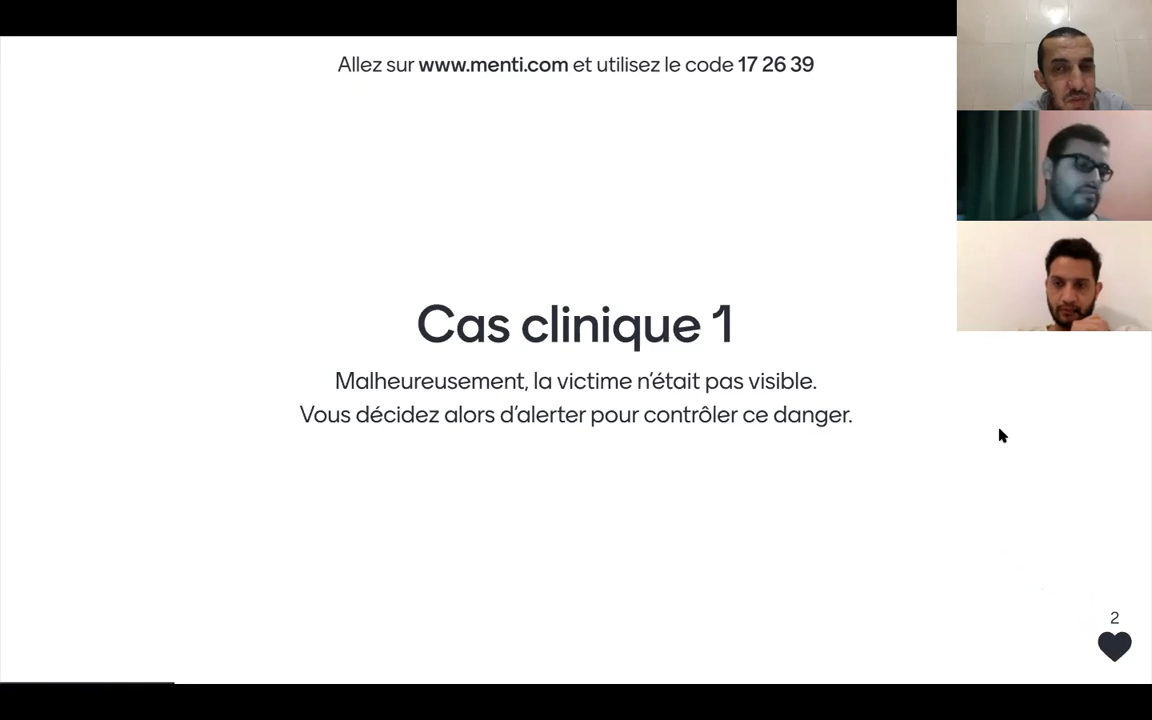 Allez sur www.menti.com et utilisez le code 17 26 39
Cas clinique 1
Malheureusement, la victime n’était pas visible.
Vous décidez alors d’alerter pour contrôler ce danger.
2